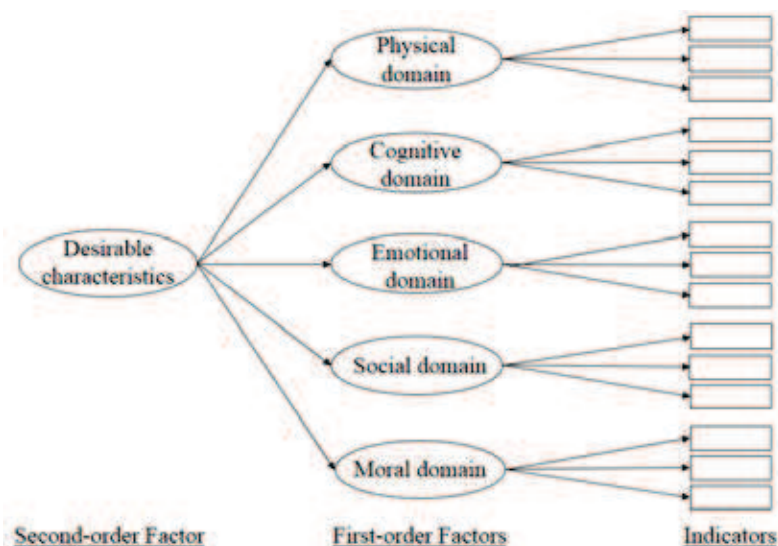 Physical
domain
Cognitive
domain
Desirable
characteristics
Emotional
domain
Social domain
Moral domain
Second-order Factor
First-order Factors
Indicators